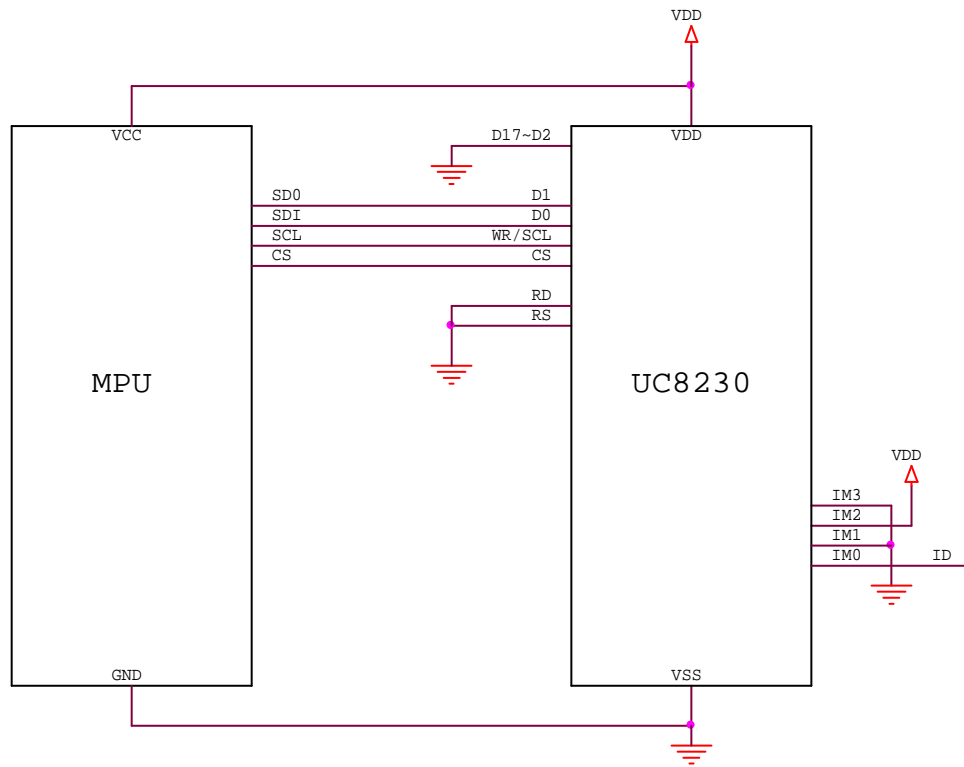 VDD
VCC
D17~D2
VDD
SD0
D1
SDI
D0
SCL
WR/SCL
CS
CS
RD
RS
MPU
UC8230
VDD
IM3
IM2
IM1
IM0
ID
GND
VSS